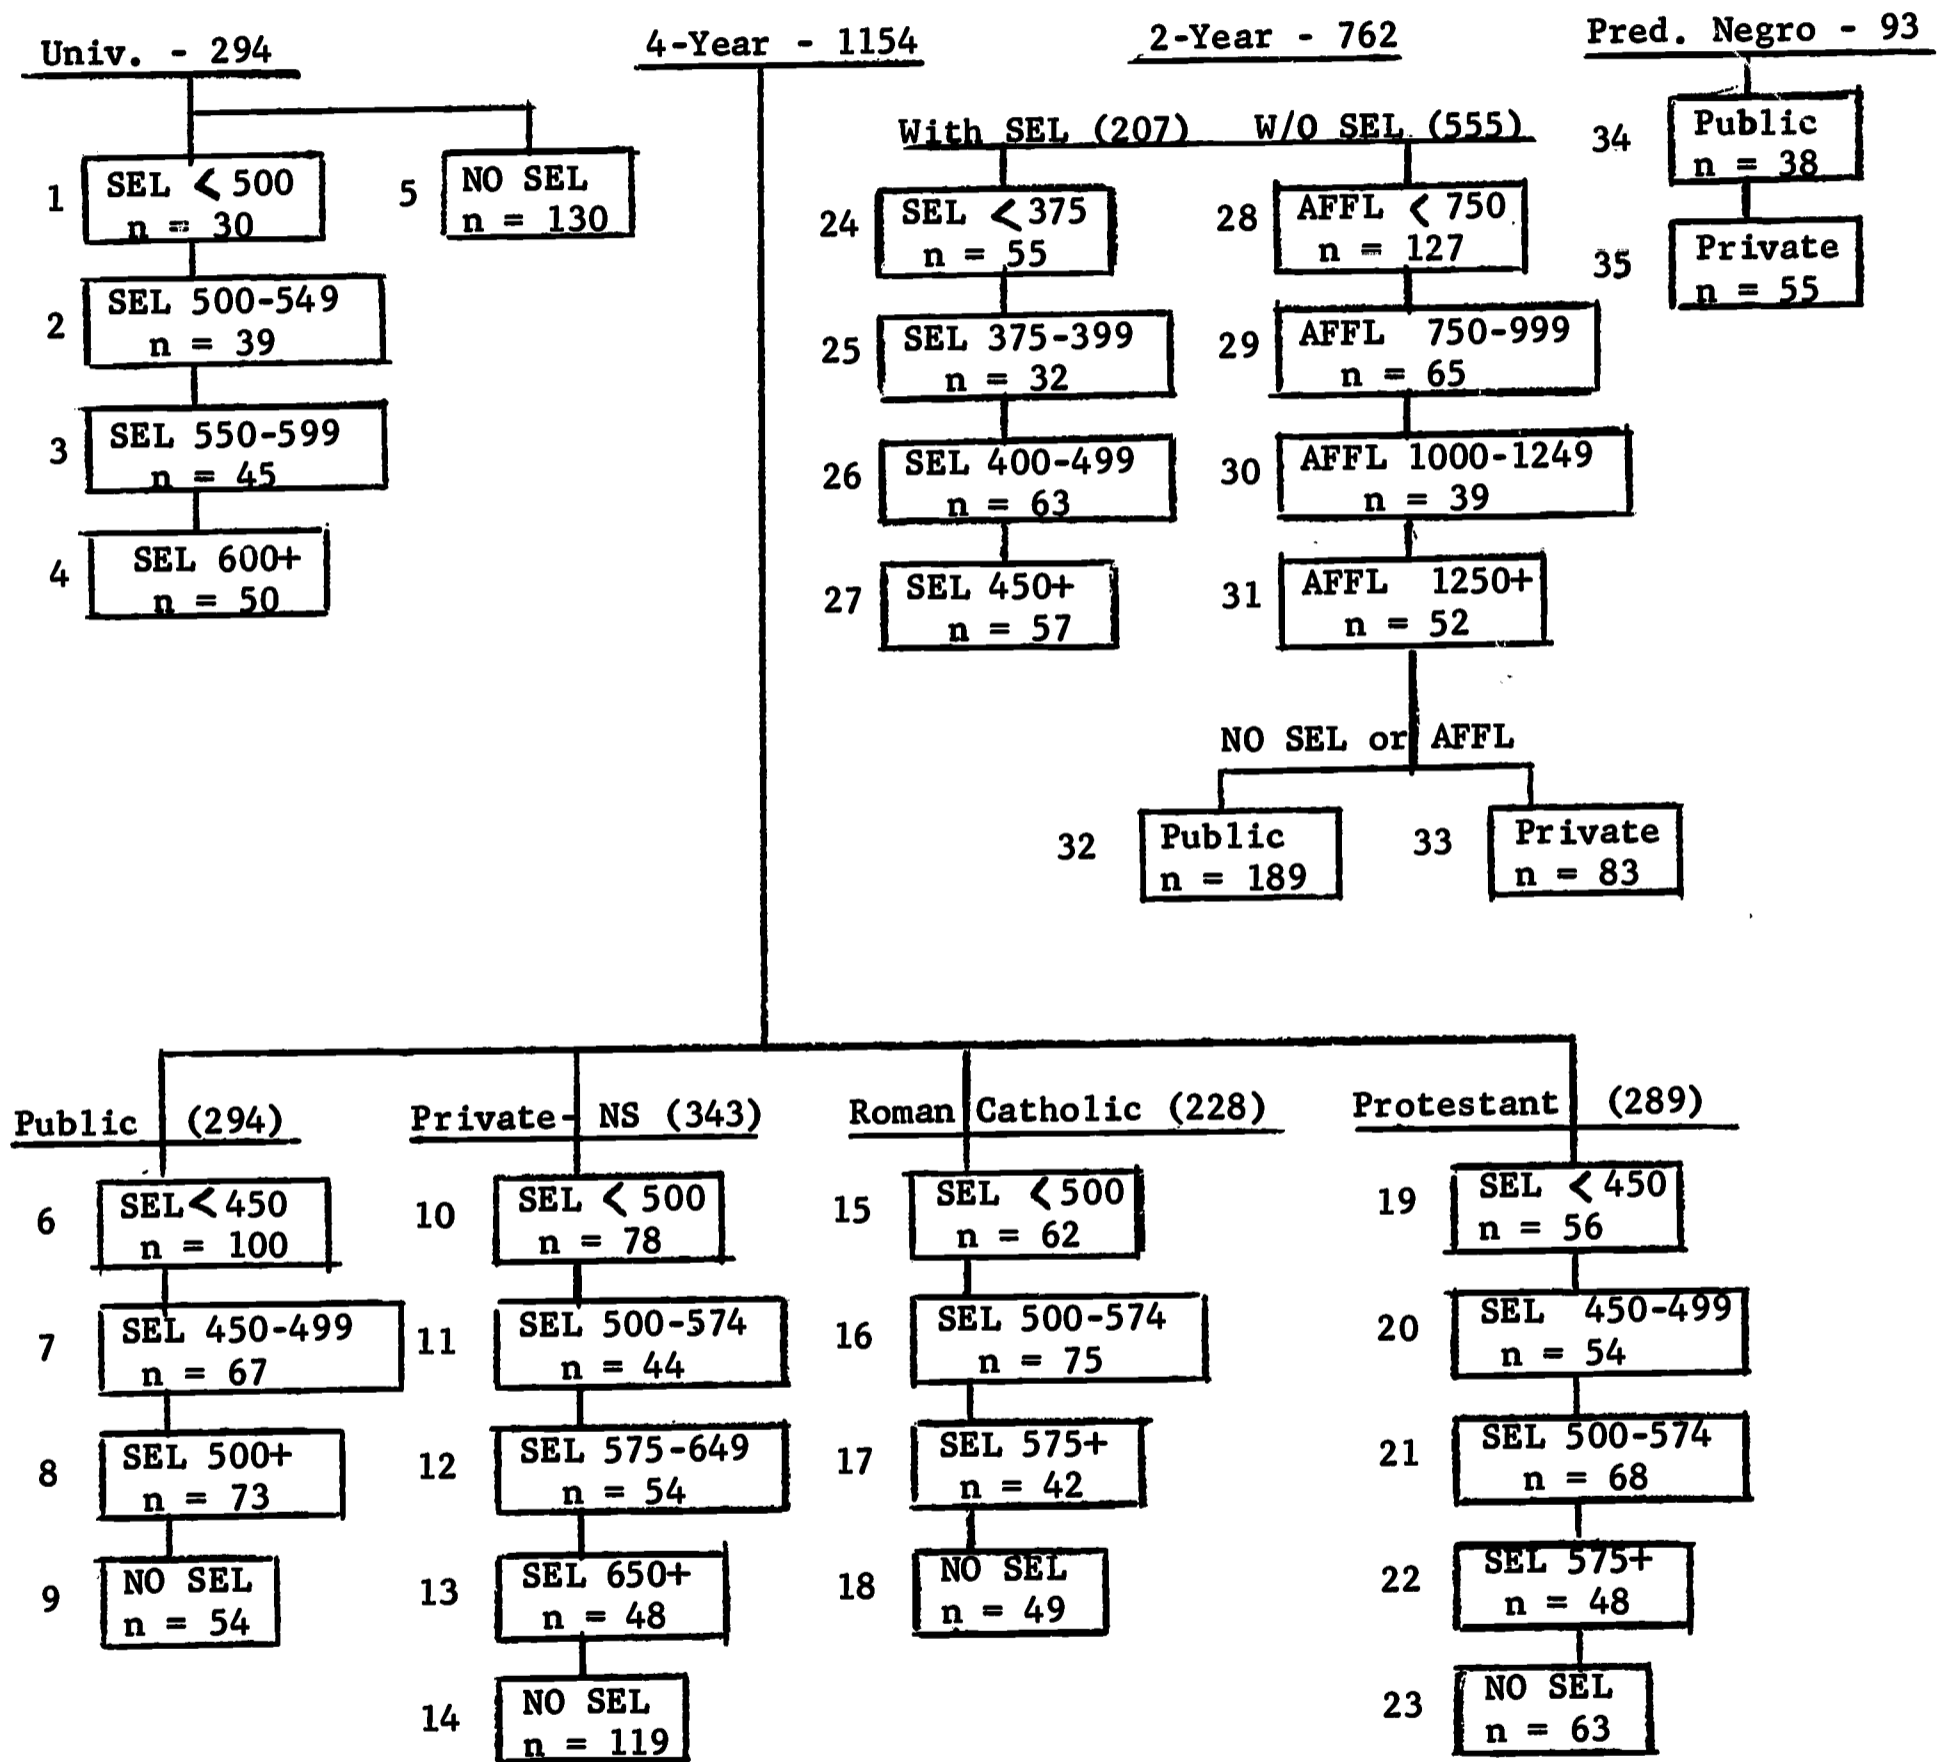 Univ. - 294
1
SEL < 500
n = 30
5
NO SEL
n = 130
2
SEL 500-549
n = 39
3
SEL 550-599
n = 45
4
SEL 600+
n = 50
4-Year - 1154
2-Year - 762
With SEL (207)
W/O SEL (555)
24
SEL < 375
n = 55
25
SEL 375-399
n = 32
26
SEL 400-499
n = 63
27
SEL 450+
n = 57
28
AFFL < 750
n = 127
29
AFFL 750-999
n = 65
30
AFFL 1000-1249
n = 39
31
AFFL 1250+
n = 52
NO SEL or AFFL
32
Public
n = 189
33
Private
n = 83
Pred. Negro - 93
34
Public
n = 38
35
Private
n = 55
Public (294)
6
SEL < 450
n = 100
7
SEL 450-499
n = 67
8
SEL 500+
n = 73
9
NO SEL
n = 54
Private- NS (343)
10
SEL < 500
n = 78
11
SEL 500-574
n = 44
12
SEL 575-649
n = 54
13
SEL 650+
n = 48
14
NO SEL
n = 119
Roman Catholic (228)
15
SEL < 500
n = 62
16
SEL 500-574
n = 75
17
SEL 575+
n = 42
18
NO SEL
n = 49
Protestant (289)
19
SEL < 450
n = 56
20
SEL 450-499
n = 54
21
SEL 500-574
n = 68
22
SEL 575+
n = 48
23
NO SEL
n = 63